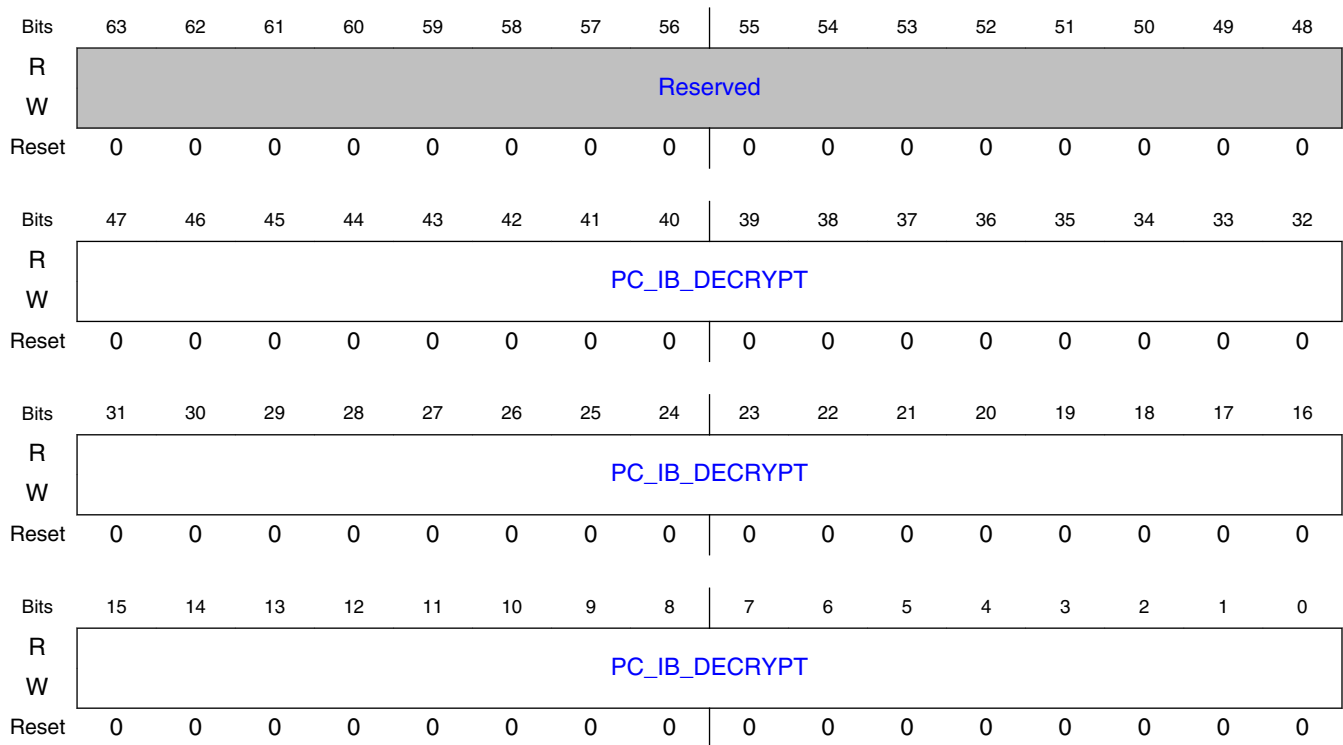 Bits 63 62 61 60 59 58 57 56 55 54 53 52 51 50 49 48
R
Reserved
W
Reset 0 0 0 0 0 0 0 0 0 0 0 0 0 0 0 0
Bits 47 46 45 44 43 42 41 40 39 38 37 36 35 34 33 32
R
PC_IB_DECRYPT
W
Reset 0 0 0 0 0 0 0 0 0 0 0 0 0 0 0 0
Bits 31 30 29 28 27 26 25 24 23 22 21 20 19 18 17 16
R
PC_IB_DECRYPT
W
Reset 0 0 0 0 0 0 0 0 0 0 0 0 0 0 0 0
Bits 15 14 13 12 11 10 9 8 7 6 5 4 3 2 1 0
R
PC_IB_DECRYPT
W
Reset 0 0 0 0 0 0 0 0 0 0 0 0 0 0 0 0